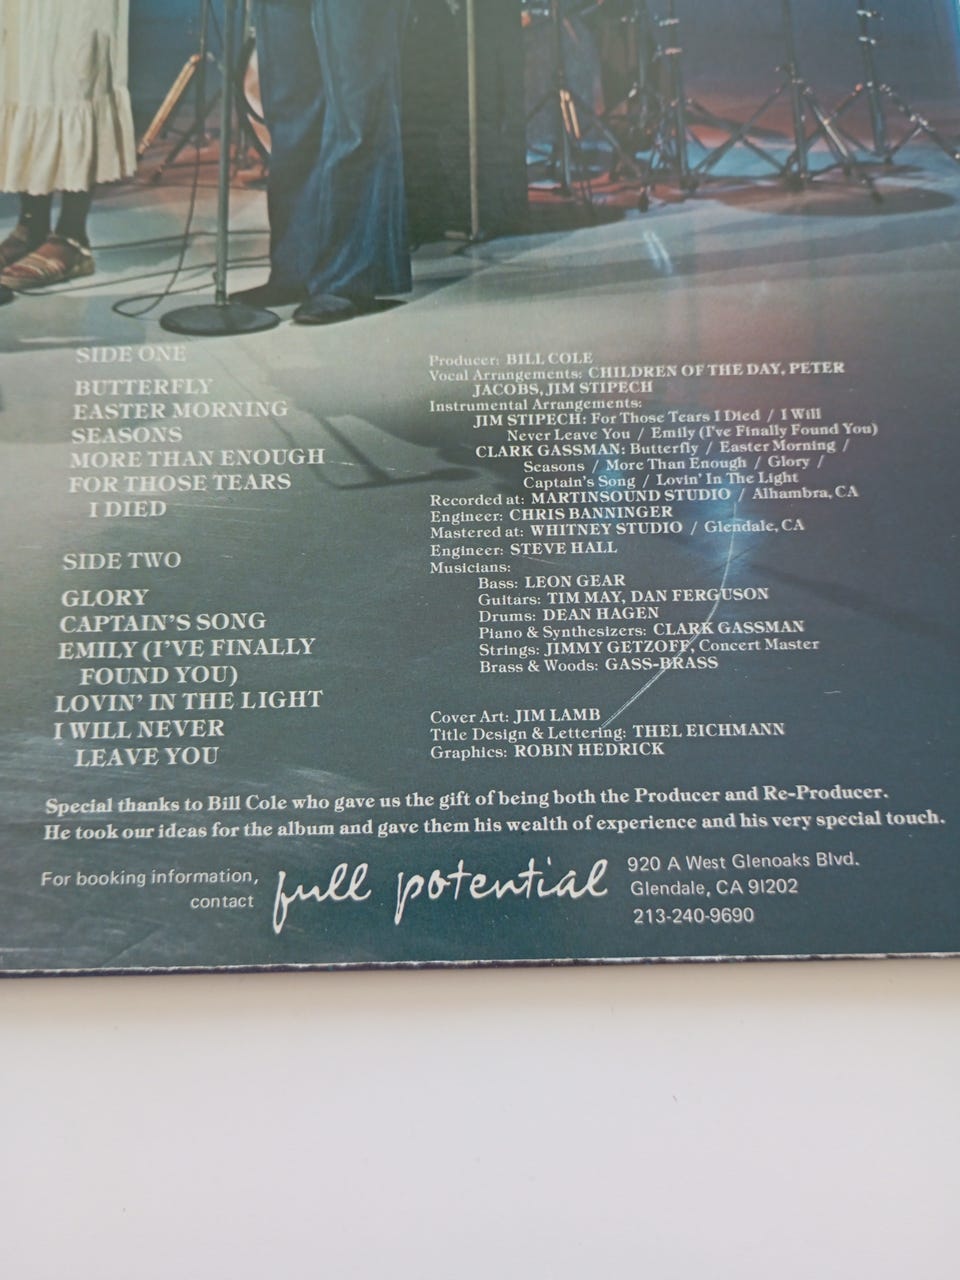 SIDE ONE
BUTTERFLY
EASTER MORNING
SEASONS
MORE THAN ENOUGH
FOR THOSE TEARS
I DIED
SIDE TWO
GLORY
CAPTAIN'S SONG
EMILY (I'VE FINALLY
FOUND YOU)
LOVIN' IN THE LIGHT
I WILL NEVER
LEAVE YOU
Producer: BILL COLE
Vocal Arrangements: CHILDREN OF THE DAY, PETER
JACOBS, JIM STIPECH
Instrumental Arrangements:
JIM STIPECH: For Those Tears I Died / I Will
Never Leave You / Emily (I've Finally Found You)
CLARK GASSMAN: Butterfly / Easter Morning /
Seasons / More Than Enough / Glory /
Captain's Song / Lovin' In The Light
Recorded at: MARTINSOUND STUDIO / Alhambra, CA
Engineer: CHRIS BANNINGER
Mastered at: WHITNEY STUDIO / Glendale, CA
Engineer: STEVE HALL
Musicians:
Bass: LEON GEAR
Guitars: TIM MAY, DAN FERGUSON
Drums: DEAN HAGEN
Piano & Synthesizers: CLARK GASSMAN
Strings: JIMMY GETZOFF, Concert Master
Brass & Woods: GASS-BRASS
Cover Art: JIM LAMB
Title Design & Lettering: THEL EICHMANN
Graphics: ROBIN HEDRICK
Special thanks to Bill Cole who gave us the gift of being both the Producer and Re-Producer.
He took our ideas for the album and gave them his wealth of experience and his very special touch.
For booking information,
contact
full potential
920 A West Glenoaks Blvd.
Glendale, CA 91202
213-240-9690